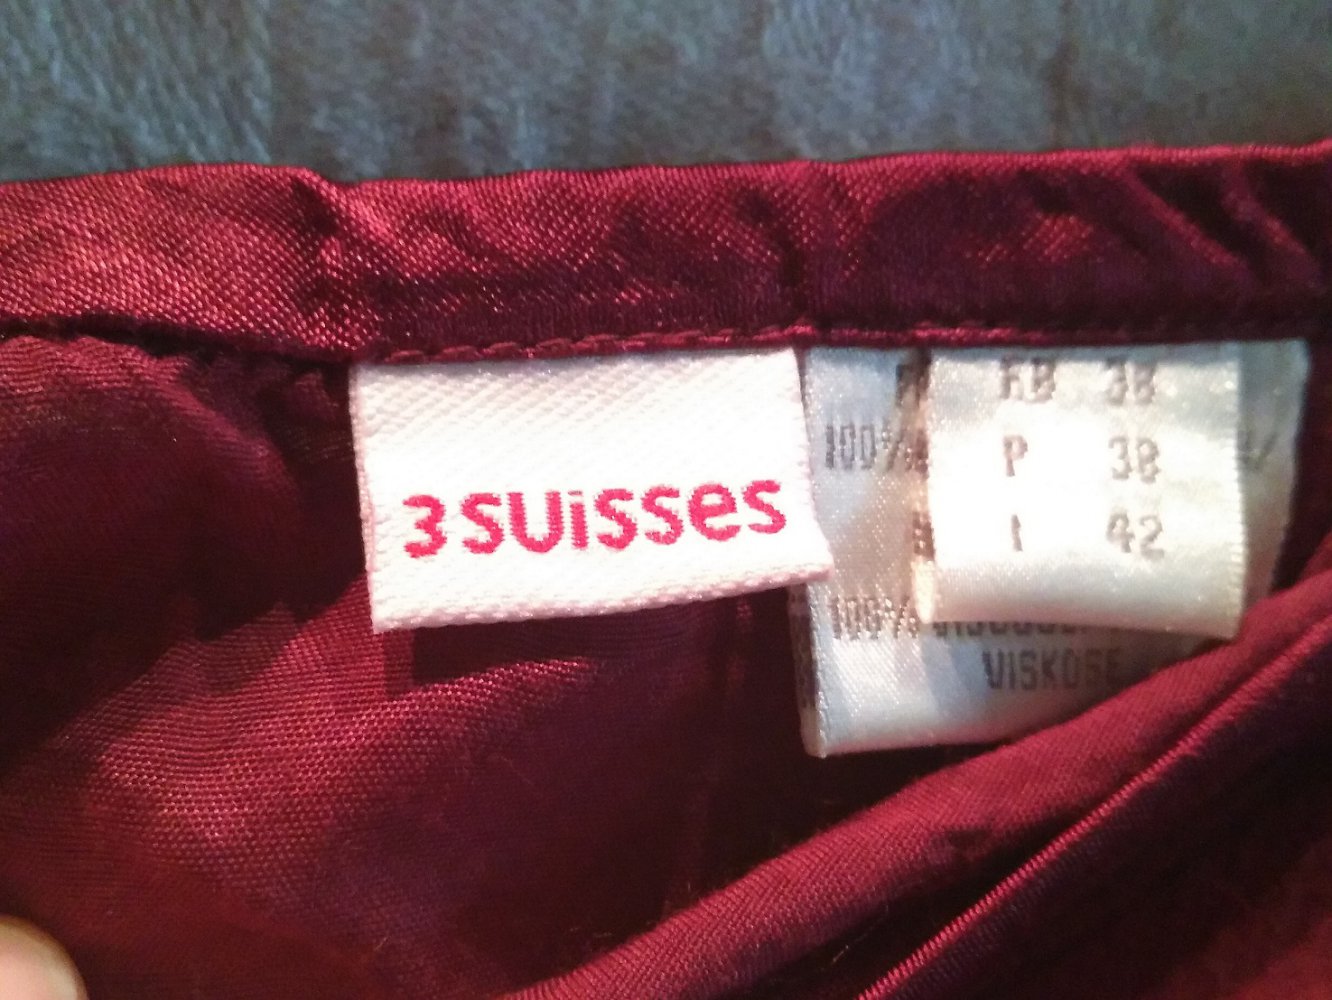 3SUISSES
FB 38
P 38
I 42
100%
100%
VISKOSE